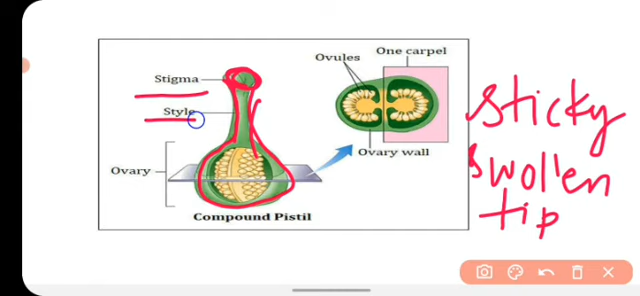 Stigma
Style
Ovary
Compound Pistil
Ovules
One carpel
Ovary wall
sticky
swollen
tip